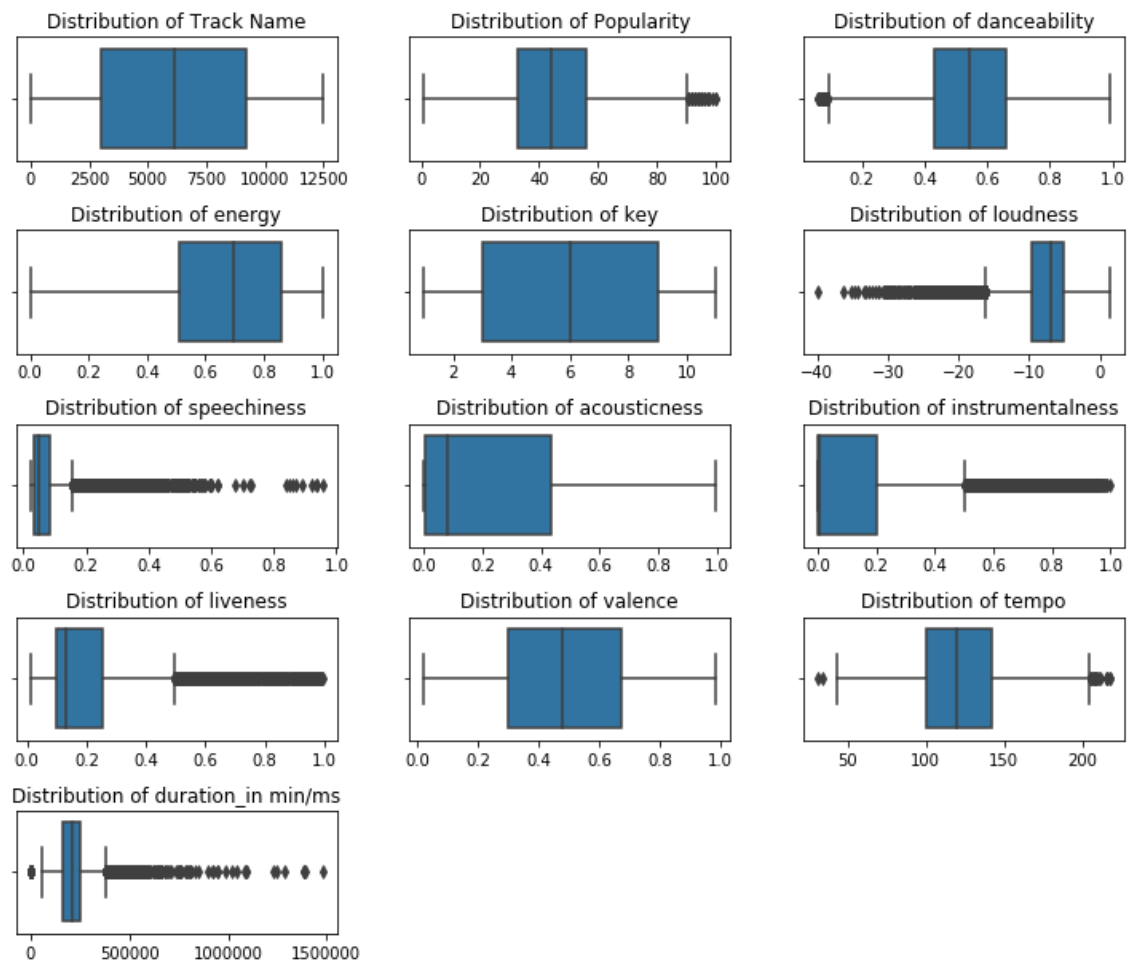 Distribution of Track Name Distribution of Popularity Distribution of danceability
0 2500 5000 7500 10000 12500 0 20 40 60 80 100 0.2 0.4 0.6 0.8 1.0
Distribution of energy Distribution of key Distribution of loudness
0.0 0.2 0.4 0.6 0.8 1.0 2 4 6 8 10 −40 −30 −20 −10 0
Distribution of speechiness Distribution of acousticness Distribution of instrumentalness
0.0 0.2 0.4 0.6 0.8 1.0 0.0 0.2 0.4 0.6 0.8 1.0 0.0 0.2 0.4 0.6 0.8 1.0
Distribution of liveness Distribution of valence Distribution of tempo
0.0 0.2 0.4 0.6 0.8 1.0 0.0 0.2 0.4 0.6 0.8 1.0 50 100 150 200
Distribution of duration_in min/ms
0 500000 1000000 1500000